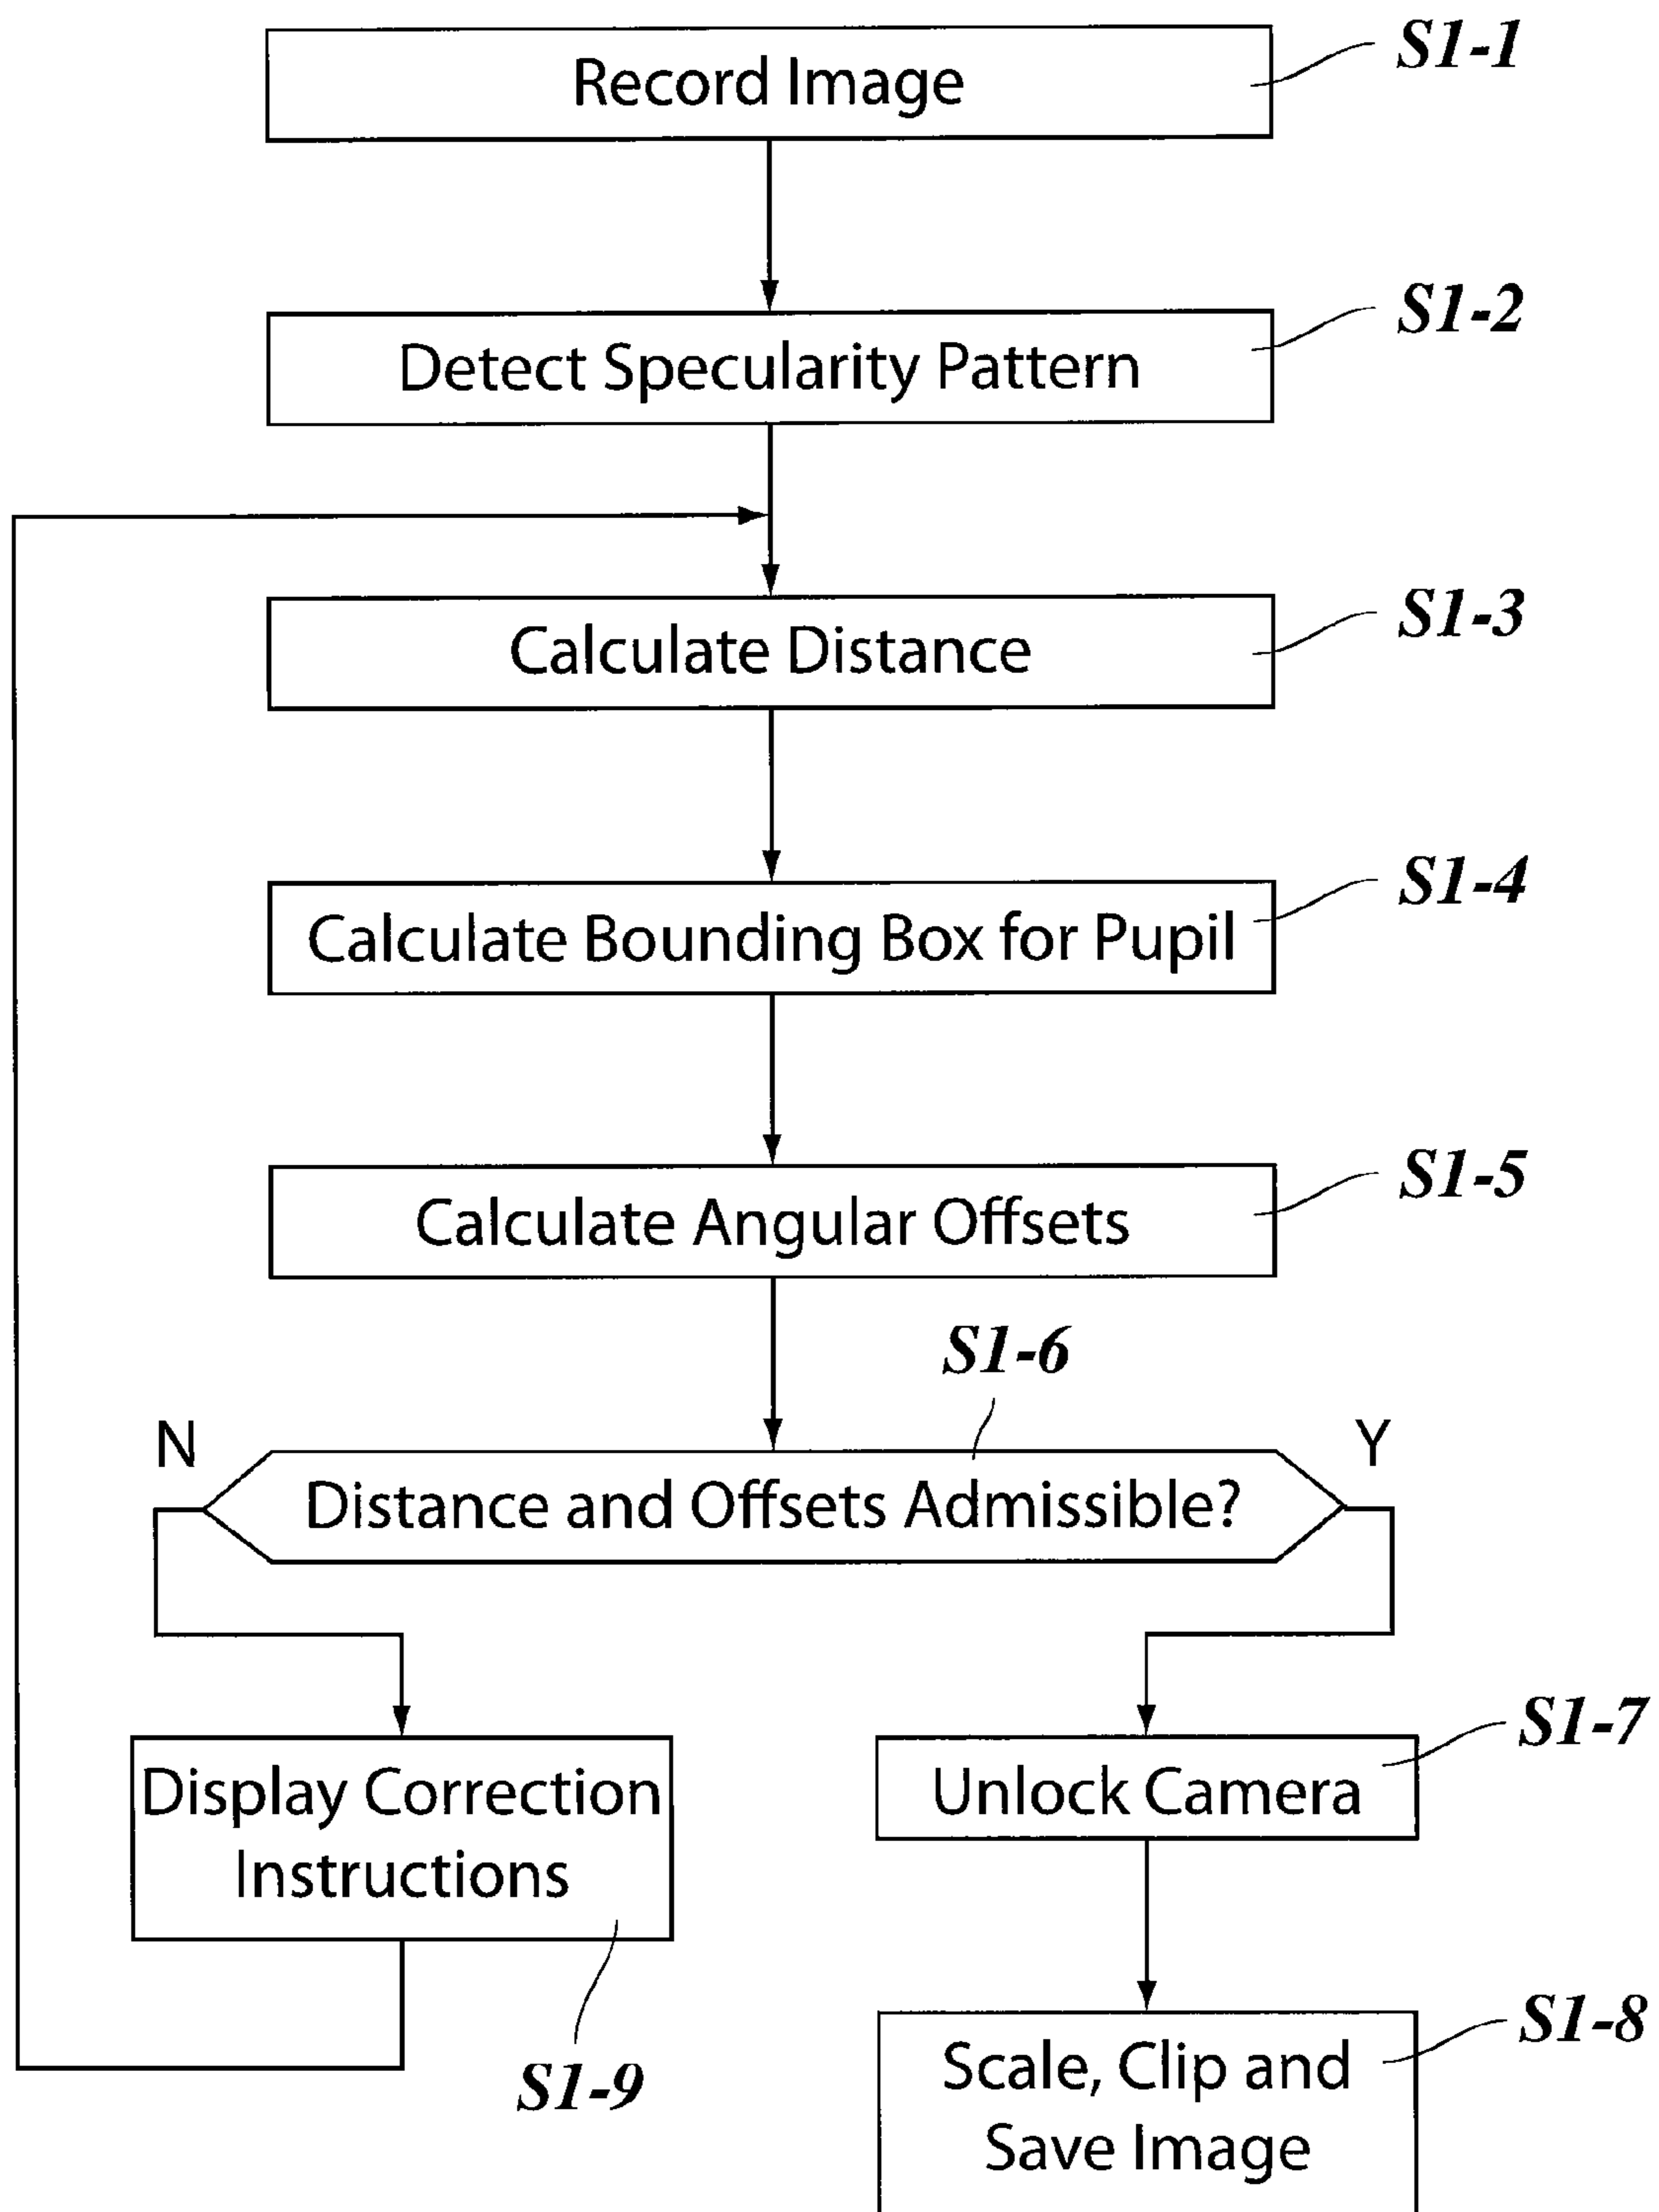 Record Image
S1-1
Detect Specularity Pattern
S1-2
Calculate Distance
S1-3
Calculate Bounding Box for Pupil
S1-4
Calculate Angular Offsets
S1-5
S1-6
N
Y
Distance and Offsets Admissible?
Display Correction
Instructions
S1-9
Unlock Camera
S1-7
Scale, Clip and
Save Image
S1-8